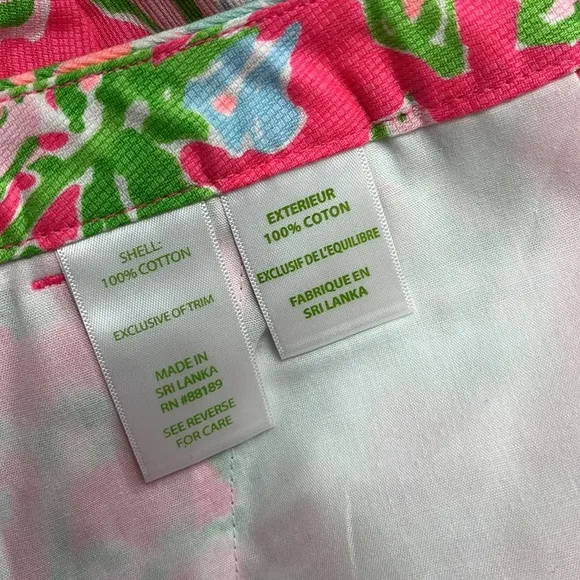 SHELL:
100% COTTON
EXCLUSIVE OF TRIM
MADE IN
SRI LANKA
RN #88189
SEE REVERSE
FOR CARE
EXTERIEUR
100% COTON
EXCLUSIF DE L'EQUILIBRE
FABRIQUE EN
SRI LANKA